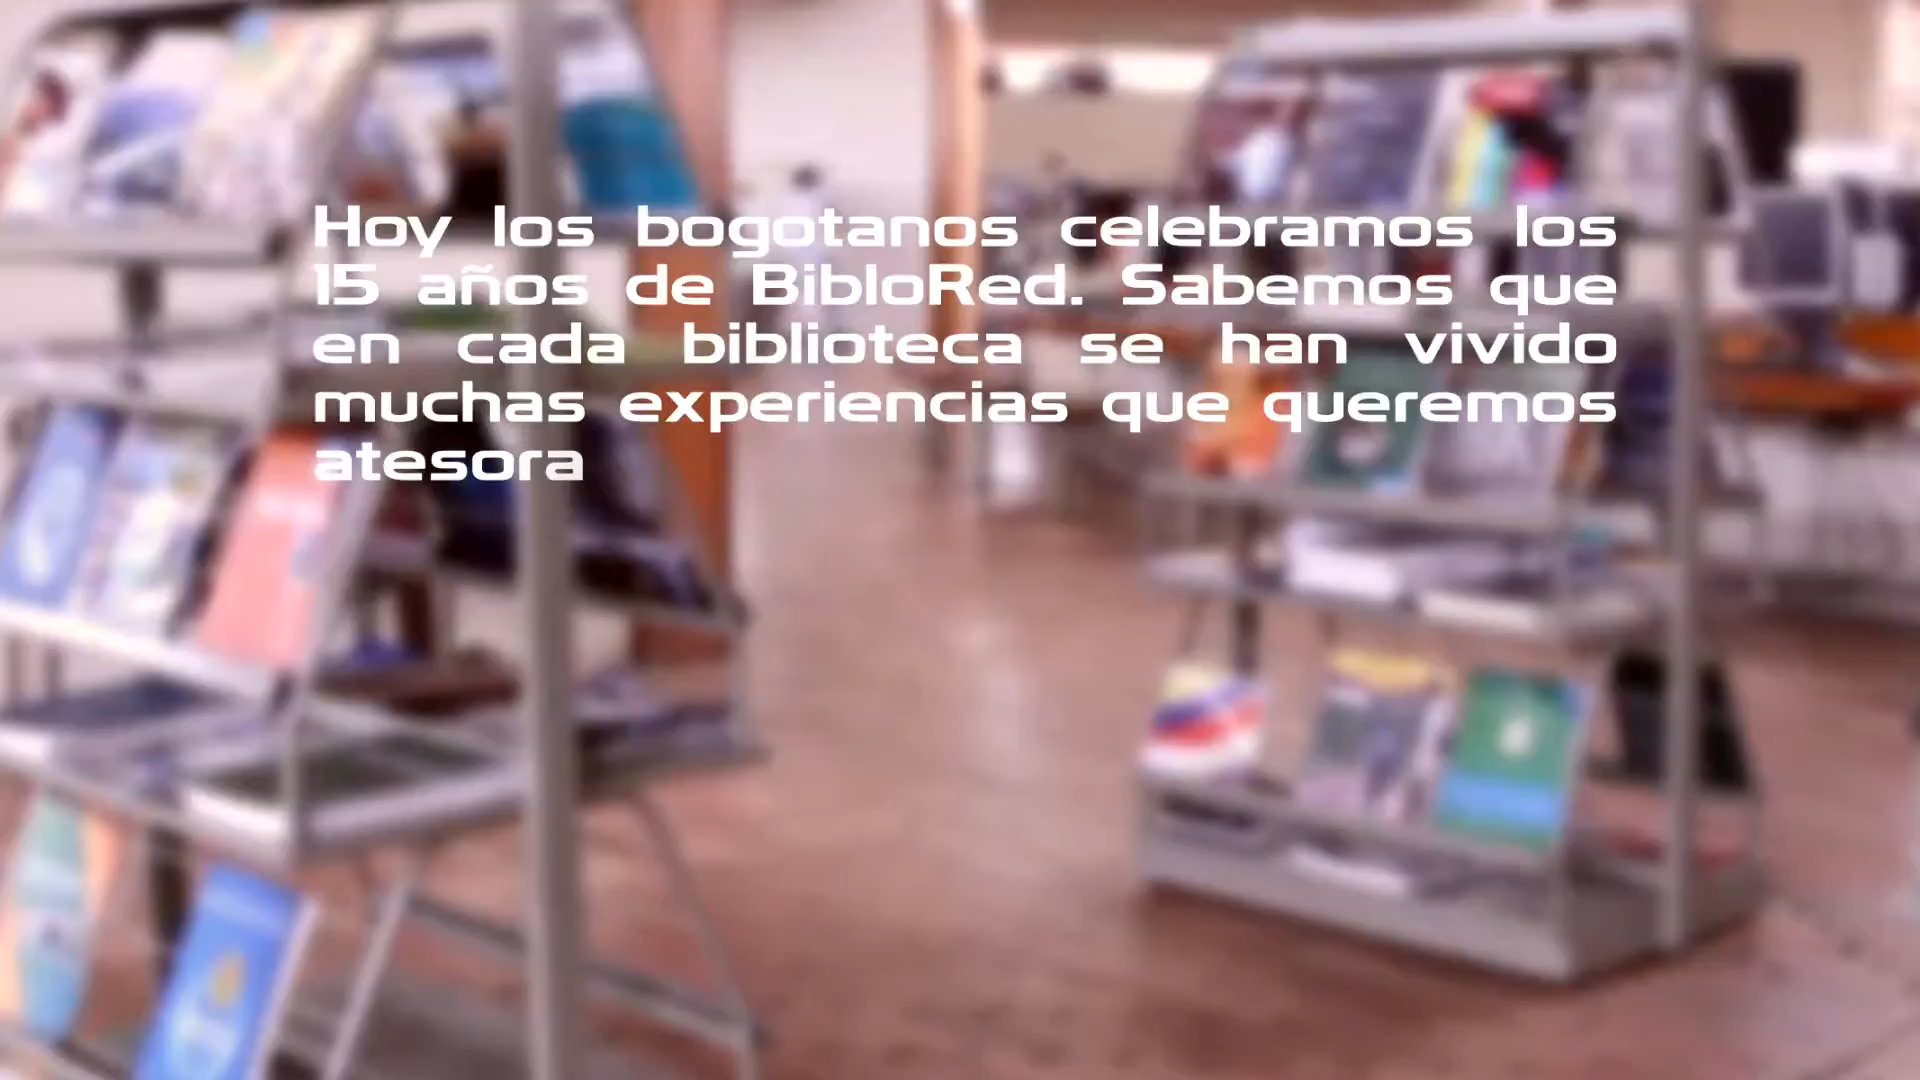 Hoy los bogotanos celebramos los
15 años de BibloRed. Sabemos que
en cada biblioteca se han vivido
muchas experiencias que queremos
atesora